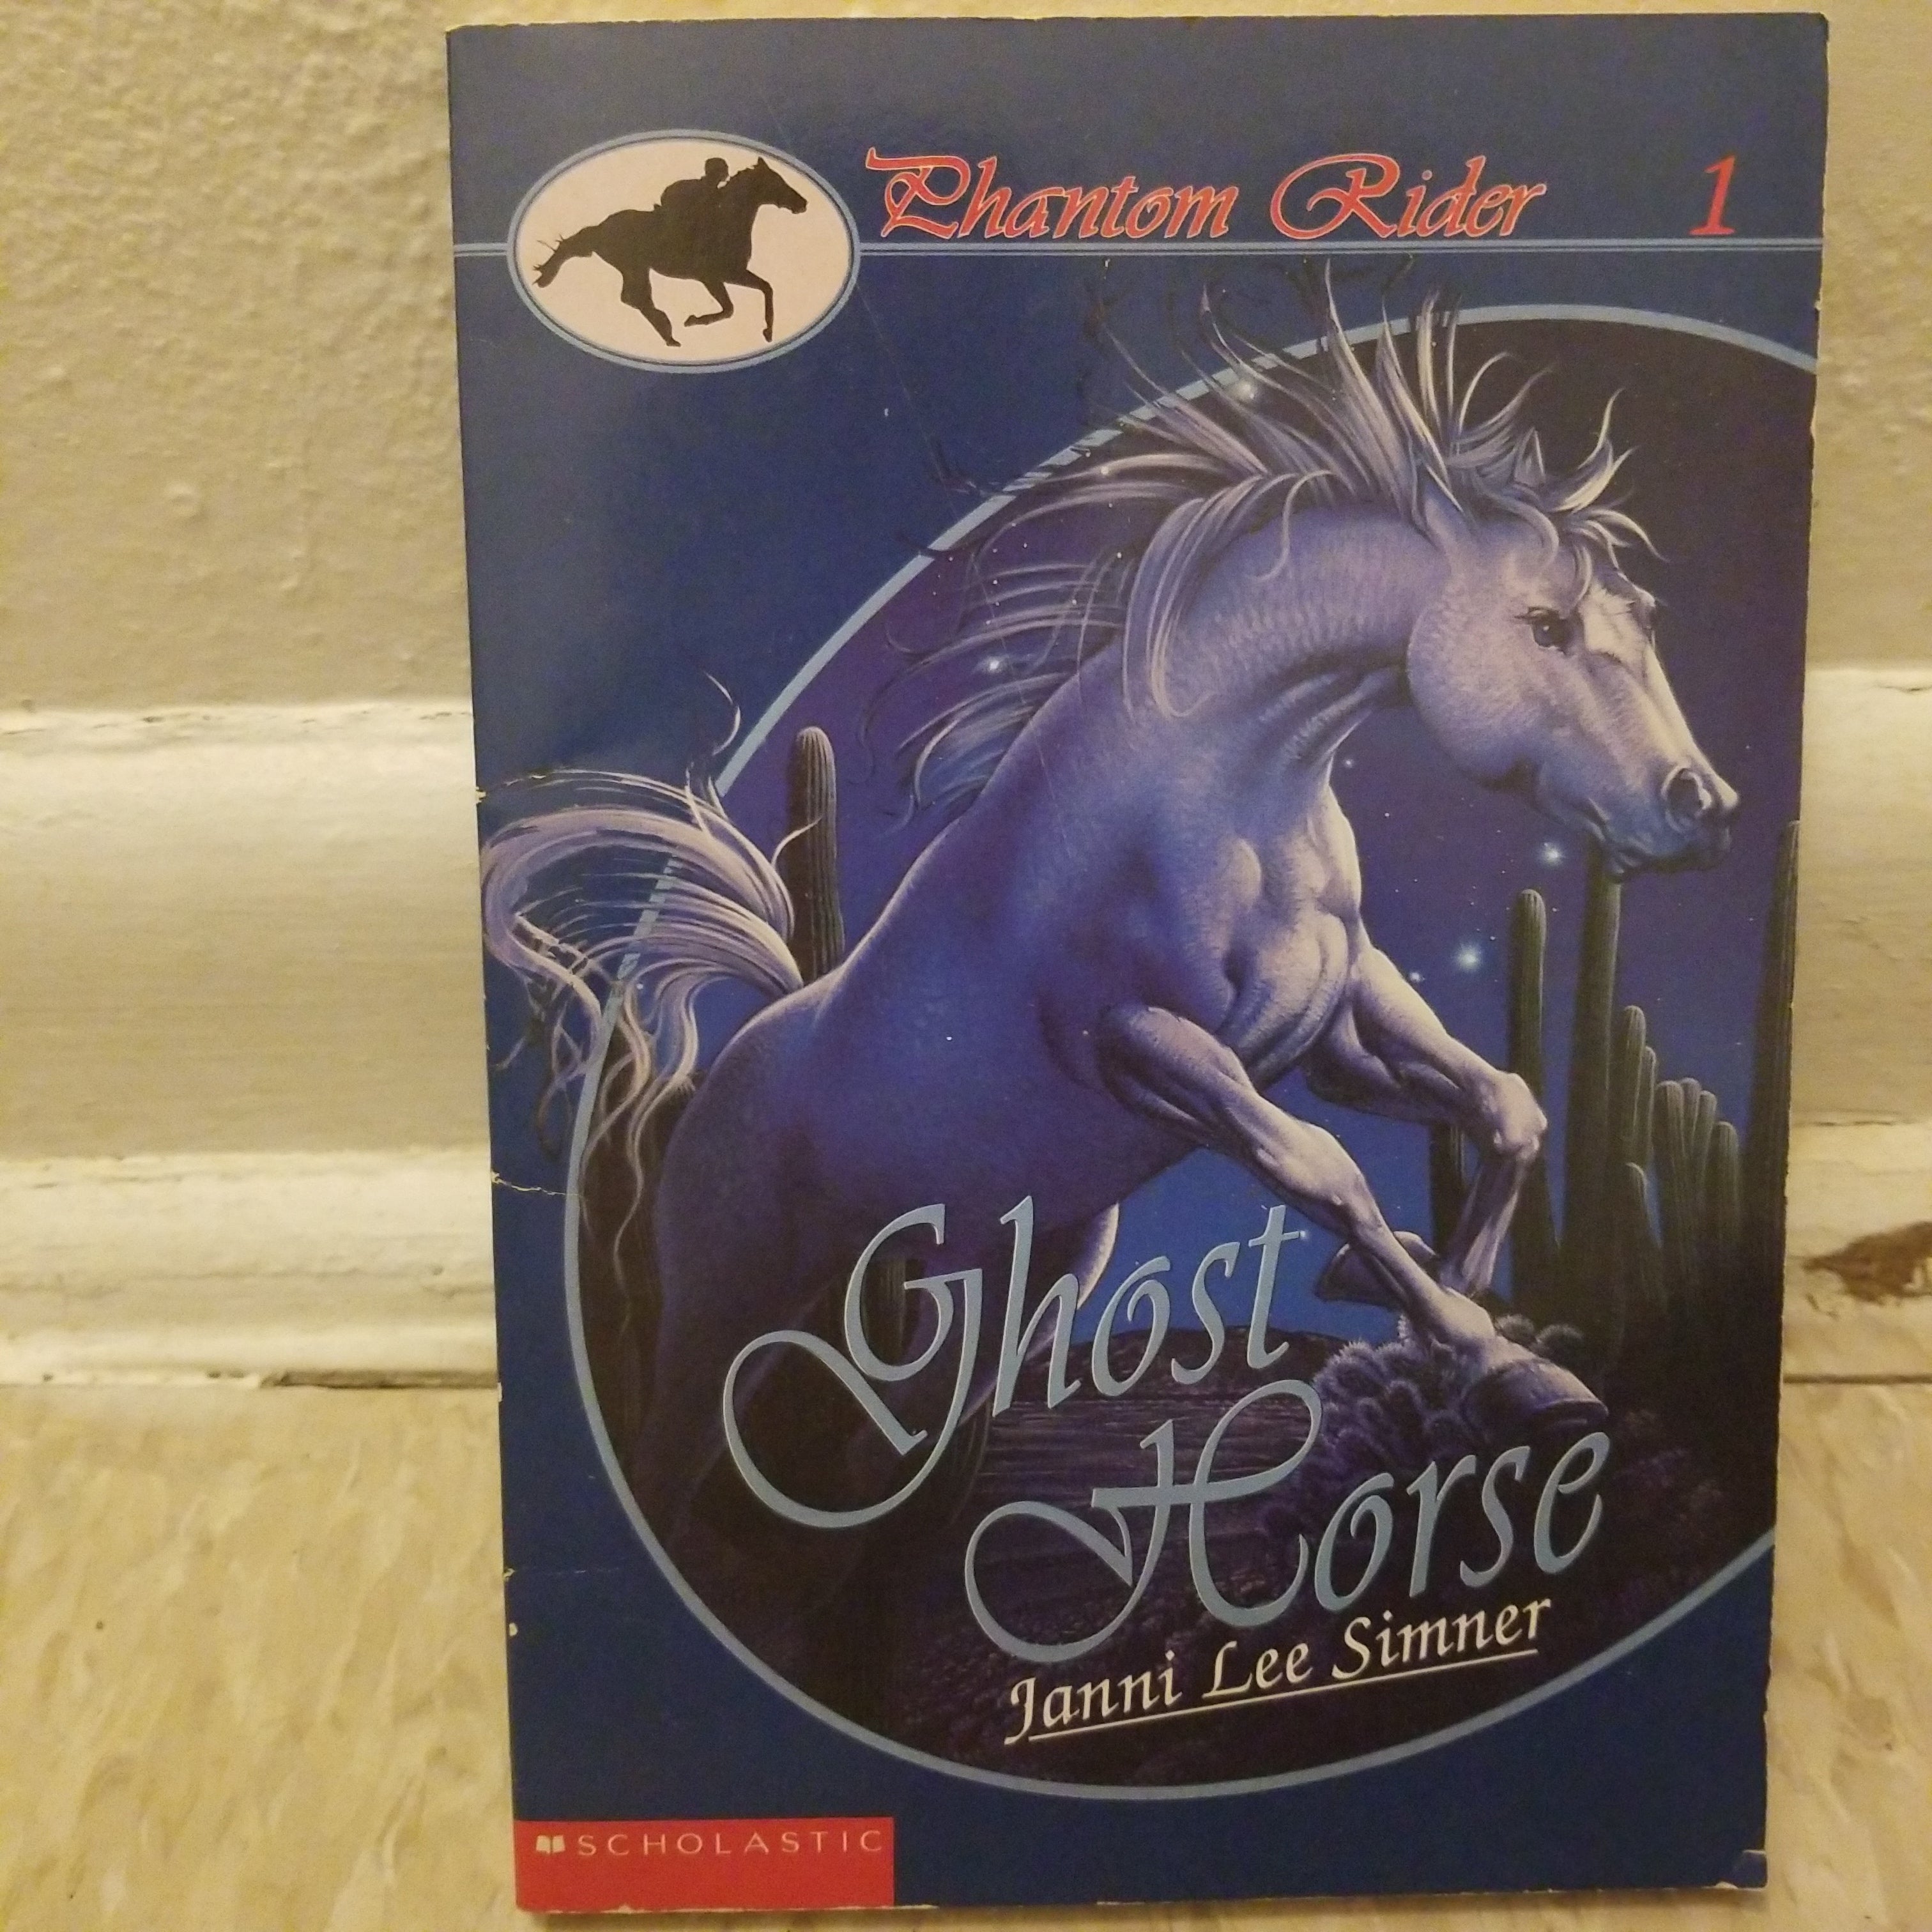 Phantom Rider 1
Ghost
Horse
Janni Lee Simner
SCHOLASTIC